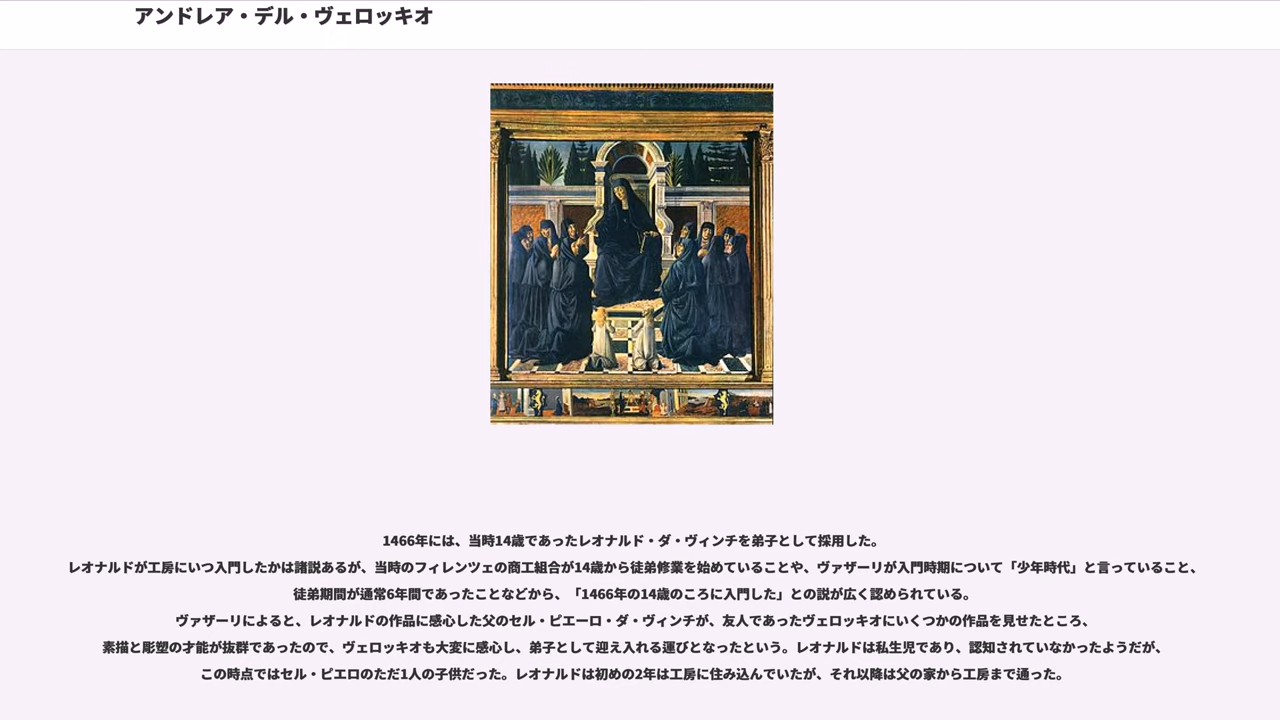 アンドレア・デル・ヴェロッキオ
1466年には、当時14歳であったレオナルド・ダ・ヴィンチを弟子として採用した。
レオナルドが工房にいつ入門したかは諸説あるが、当時のフィレンツェの商工組合が14歳から徒弟修業を始めていることや、ヴァザーリが入門時期について「少年時代」と言っていること、
徒弟期間が通常6年間であったことなどから、「1466年の14歳のころに入門した」との説が広く認められている。
ヴァザーリによると、レオナルドの作品に感心した父のセル・ピエーロ・ダ・ヴィンチが、友人であったヴェロッキオにいくつかの作品を見せたところ、
素描と彫塑の才能が抜群であったので、ヴェロッキオも大変に感心し、弟子として迎え入れる運びとなったという。レオナルドは私生児であり、認知されていなかったようだが、
この時点ではセル・ピエロのただ1人の子供だった。レオナルドは初めの2年は工房に住み込んでいたが、それ以降は父の家から工房まで通った。